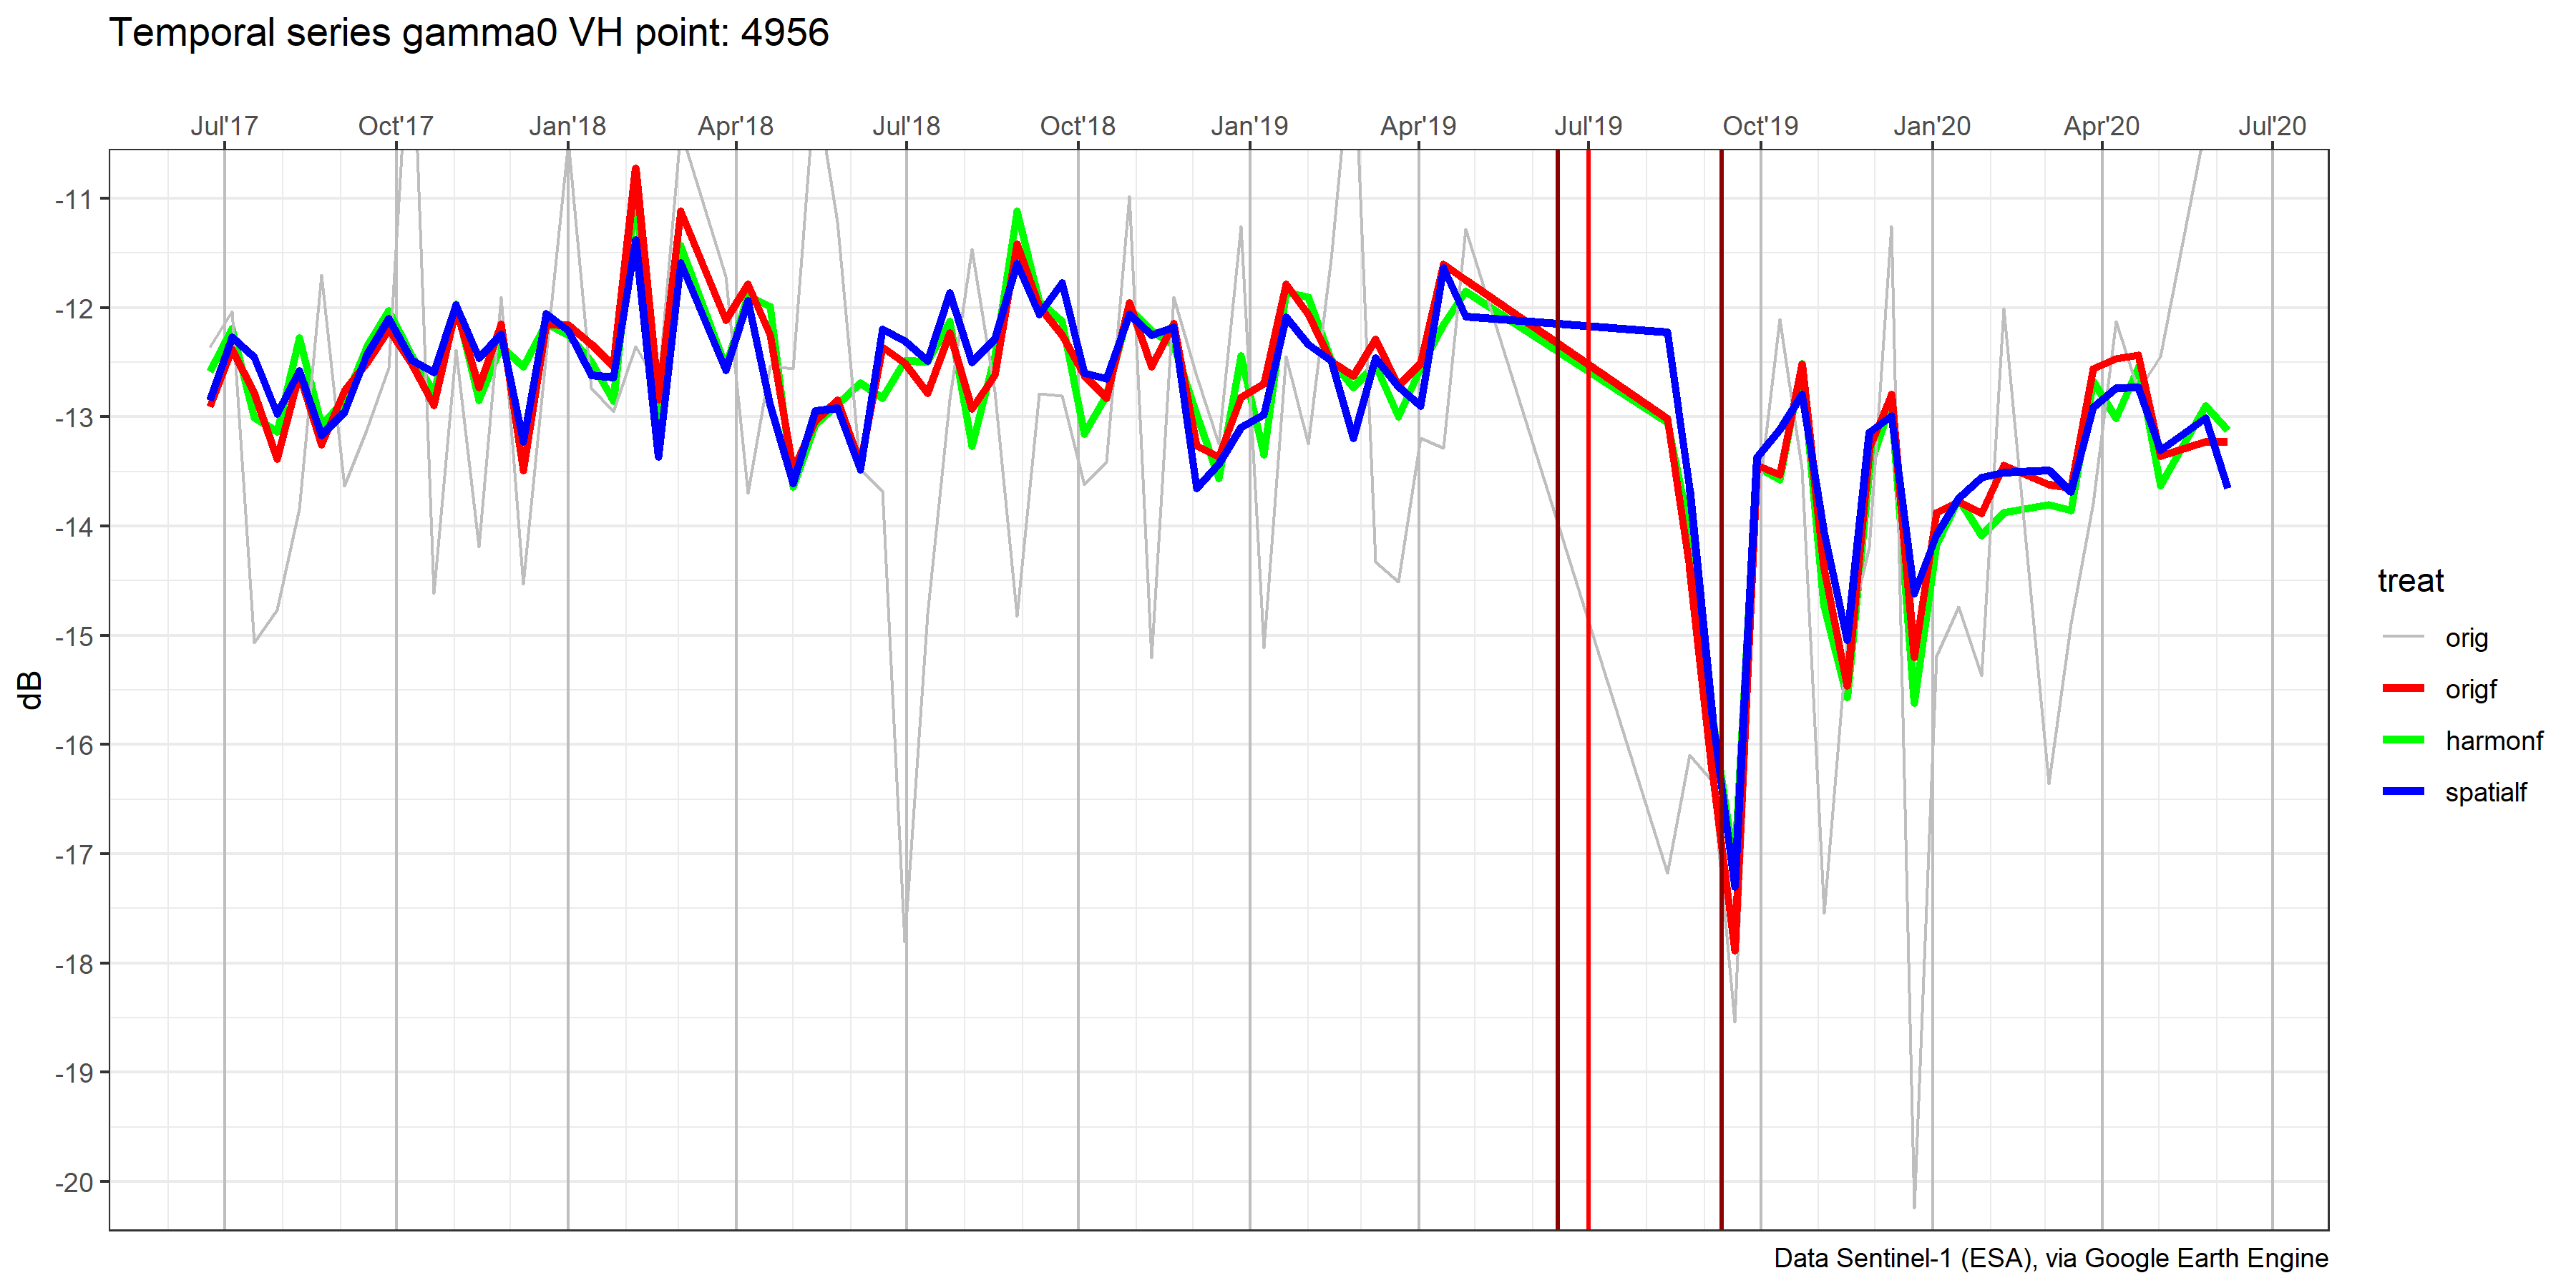 Temporal series gamma0 VH point: 4956
Jul'17 Oct'17 Jan'18 Apr'18 Jul'18 Oct'18 Jan'19 Apr'19 Jul'19 Oct'19 Jan'20 Apr'20 Jul'20
-11
-12
-13
-14
-15
-16
-17
-18
-19
-20
dB
treat
orig
origf
harmonf
spatialf
Data Sentinel-1 (ESA), via Google Earth Engine